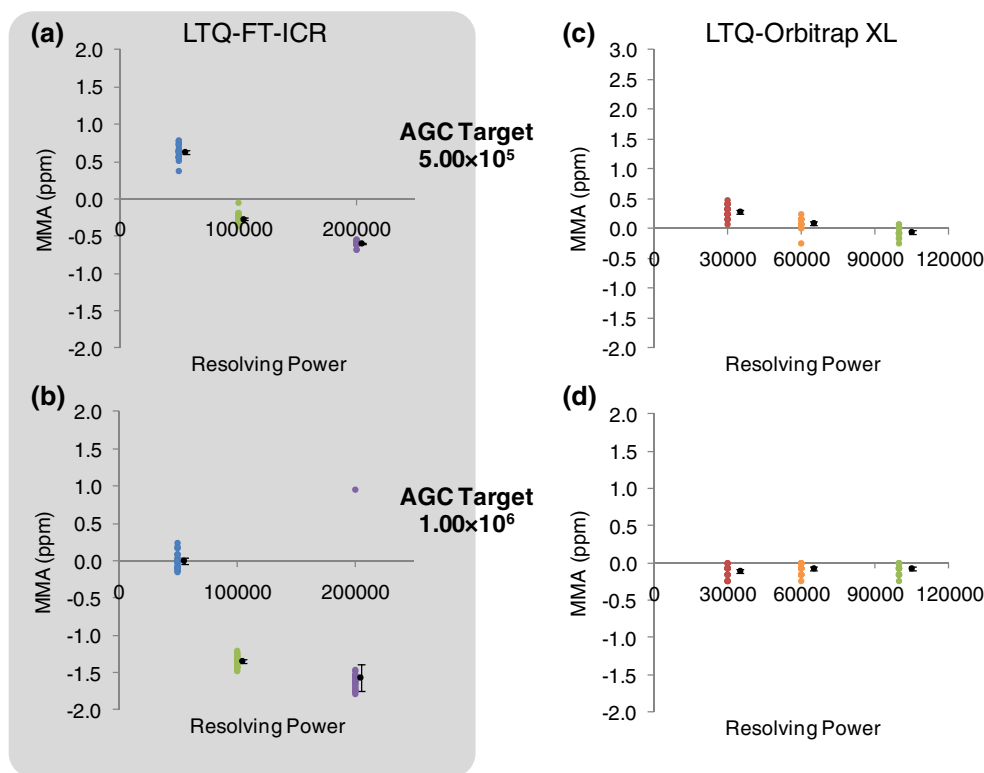 (a)
LTQ-FT-ICR
2.0
1.5
1.0
0.5
0.0
-0.5
-1.0
-1.5
-2.0
MMA (ppm)
0 100000 200000
Resolving Power
AGC Target
5.00×10⁵
(c)
LTQ-Orbitrap XL
3.0
2.5
2.0
1.5
1.0
0.5
0.0
-0.5
-1.0
-1.5
-2.0
MMA (ppm)
0 30000 60000 90000 120000
Resolving Power
(b)
2.0
1.5
1.0
0.5
0.0
-0.5
-1.0
-1.5
-2.0
MMA (ppm)
0 100000 200000
Resolving Power
AGC Target
1.00×10⁶
(d)
2.0
1.5
1.0
0.5
0.0
-0.5
-1.0
-1.5
-2.0
MMA (ppm)
0 30000 60000 90000 120000
Resolving Power